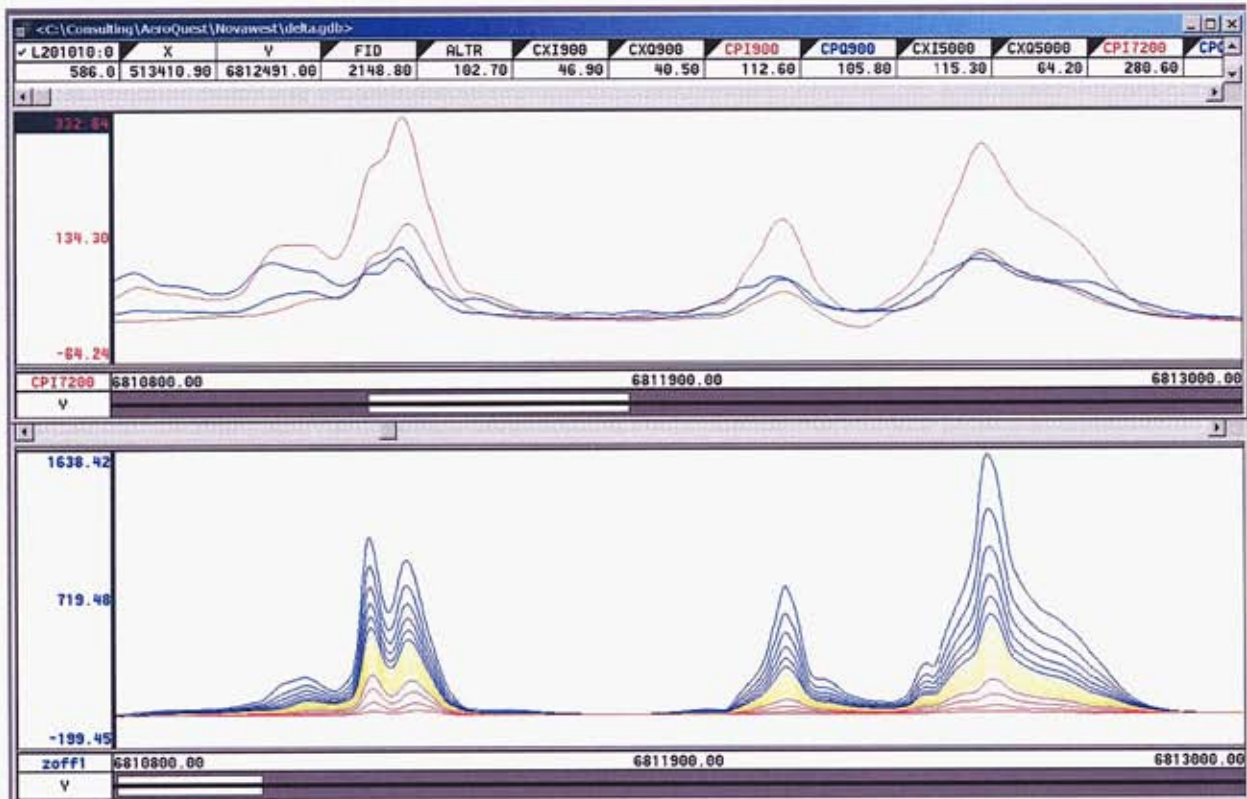 <C:\Consulting\AeroQuest\Novawest\delta.gdb>
✓ L201010:0 X Y FID ALTR CXI900 CXQ900 CPI900 CPQ900 CXI5000 CXQ5000 CPI7200
586.0 513410.90 6812491.00 2148.80 102.70 46.90 40.50 112.60 105.80 115.30 64.20 280.60
332.84
134.30
-64.24
CPI7200 6810800.00 6811900.00 6813000.00
Y
1638.42
719.48
-199.45
zoff1 6810800.00 6811900.00 6813000.00
Y